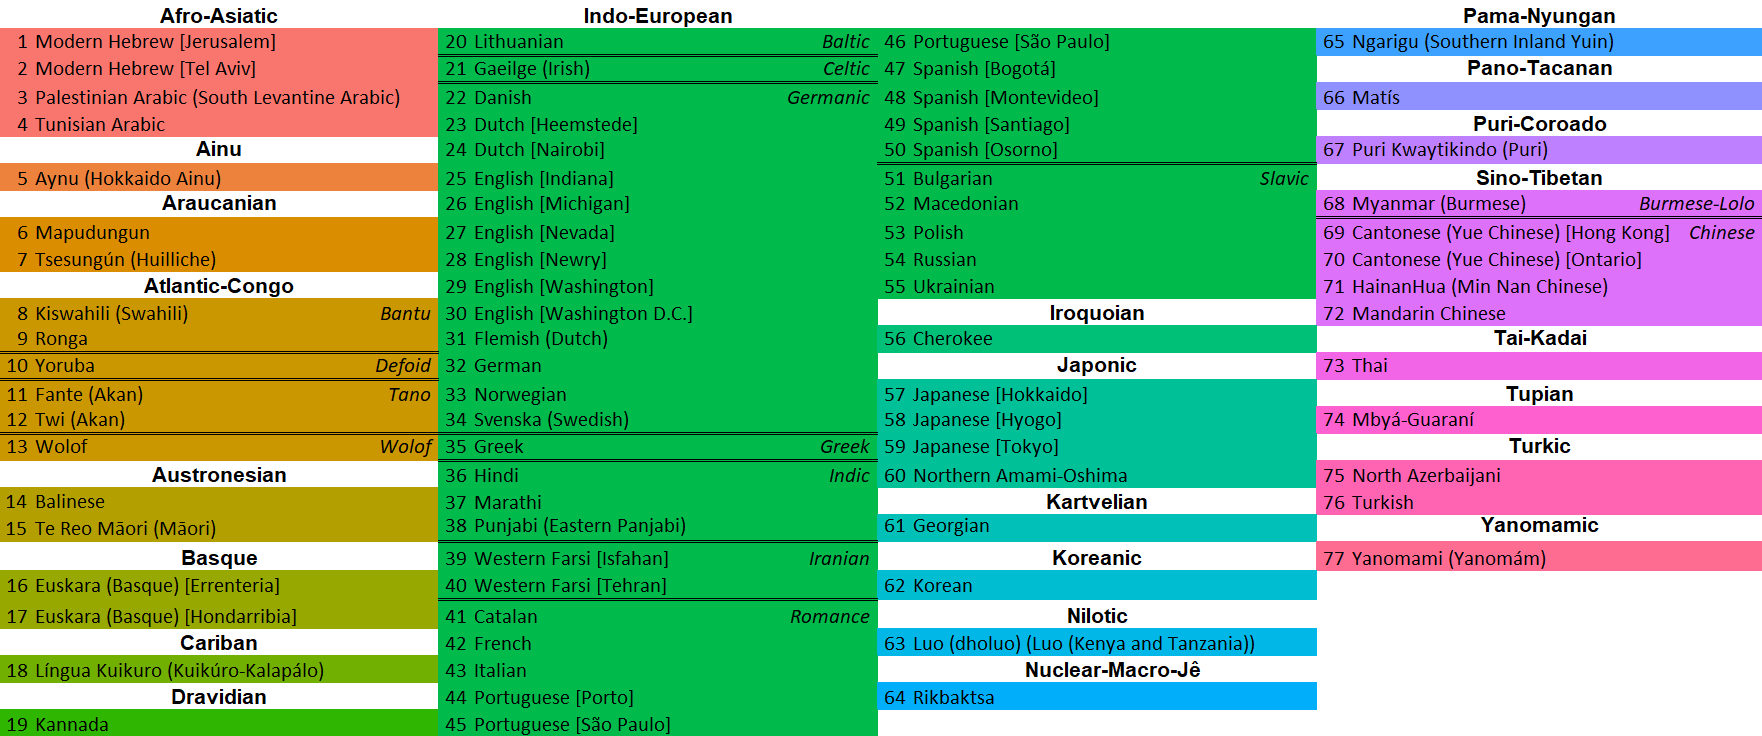 Afro-Asiatic
1 Modern Hebrew [Jerusalem]
2 Modern Hebrew [Tel Aviv]
3 Palestinian Arabic (South Levantine Arabic)
4 Tunisian Arabic
Ainu
5 Aynu (Hokkaido Ainu)
Araucanian
6 Mapudungun
7 Tsesungún (Huilliche)
Atlantic-Congo
8 Kiswahili (Swahili) Bantu
9 Ronga
10 Yoruba Defoid
11 Fante (Akan) Tano
12 Twi (Akan)
13 Wolof Wolof
Austronesian
14 Balinese
15 Te Reo Māori (Māori)
Basque
16 Euskara (Basque) [Errenteria]
17 Euskara (Basque) [Hondarribia]
Cariban
18 Língua Kuikuro (Kuikúro-Kalapálo)
Dravidian
19 Kannada
Indo-European
20 Lithuanian Baltic
21 Gaeilge (Irish) Celtic
22 Danish Germanic
23 Dutch [Heemstede]
24 Dutch [Nairobi]
25 English [Indiana]
26 English [Michigan]
27 English [Nevada]
28 English [Newry]
29 English [Washington]
30 English [Washington D.C.]
31 Flemish (Dutch)
32 German
33 Norwegian
34 Svenska (Swedish)
35 Greek Greek
36 Hindi Indic
37 Marathi
38 Punjabi (Eastern Panjabi)
39 Western Farsi [Isfahan] Iranian
40 Western Farsi [Tehran]
41 Catalan Romance
42 French
43 Italian
44 Portuguese [Porto]
45 Portuguese [São Paulo]
46 Portuguese [São Paulo]
47 Spanish [Bogotá]
48 Spanish [Montevideo]
49 Spanish [Santiago]
50 Spanish [Osorno]
51 Bulgarian Slavic
52 Macedonian
53 Polish
54 Russian
55 Ukrainian
Iroquoian
56 Cherokee
Japonic
57 Japanese [Hokkaido]
58 Japanese [Hyogo]
59 Japanese [Tokyo]
60 Northern Amami-Oshima
Kartvelian
61 Georgian
Koreanic
62 Korean
Nilotic
63 Luo (dholuo) (Luo (Kenya and Tanzania))
Nuclear-Macro-Jê
64 Rikbaktsa
Pama-Nyungan
65 Ngarigu (Southern Inland Yuin)
Pano-Tacanan
66 Matís
Puri-Coroado
67 Puri Kwaytikindo (Puri)
Sino-Tibetan
68 Myanmar (Burmese) Burmese-Lolo
69 Cantonese (Yue Chinese) [Hong Kong] Chinese
70 Cantonese (Yue Chinese) [Ontario]
71 HainanHua (Min Nan Chinese)
72 Mandarin Chinese
Tai-Kadai
73 Thai
Tupian
74 Mbyá-Guaraní
Turkic
75 North Azerbaijani
76 Turkish
Yanomamic
77 Yanomami (Yanomám)